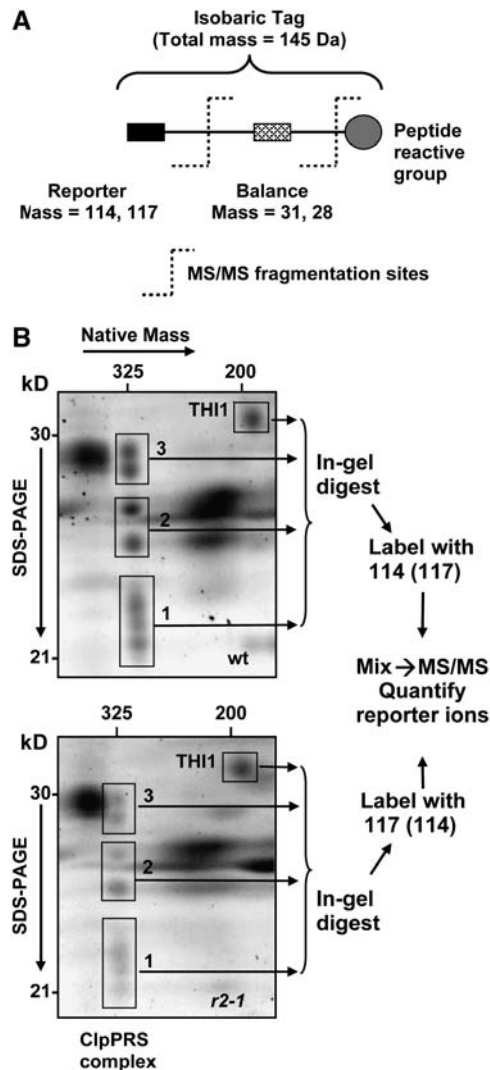 A
Isobaric Tag
(Total mass = 145 Da)
Peptide
reactive
group
Reporter
Mass = 114, 117
Balance
Mass = 31, 28
MS/MS fragmentation sites
B
Native Mass
kD
325
200
THI1
30
3
2
1
SDS-PAGE
21
wt
In-gel
digest
Label with
114 (117)
Mix→MS/MS
Quantify
reporter ions
325
200
kD
THI1
30
3
2
1
SDS-PAGE
21
r2-1
Label with
117 (114)
In-gel
digest
ClpPRS
complex